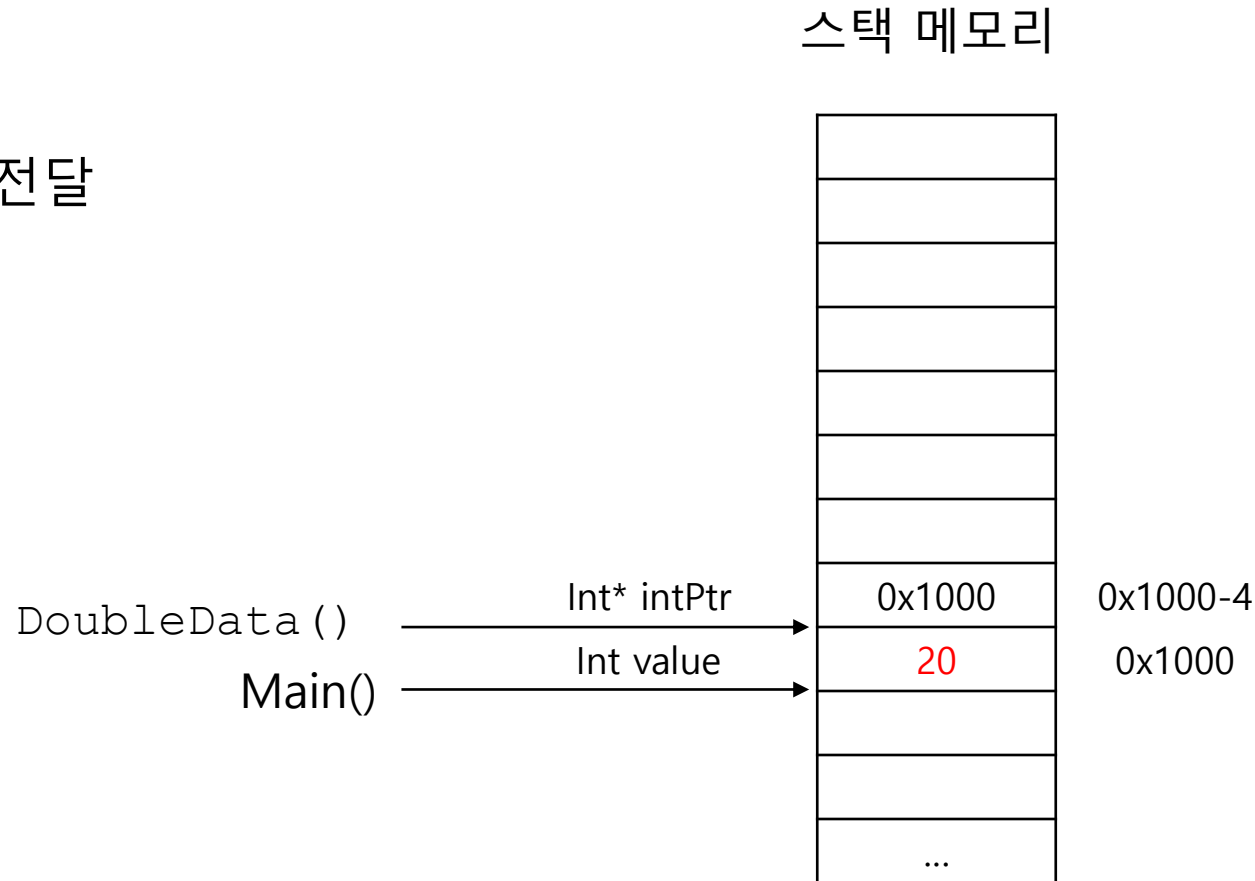 스택 메모리
전달
DoubleData()
Int* intPtr
0x1000
0x1000-4
Main()
Int value
20
0x1000
...